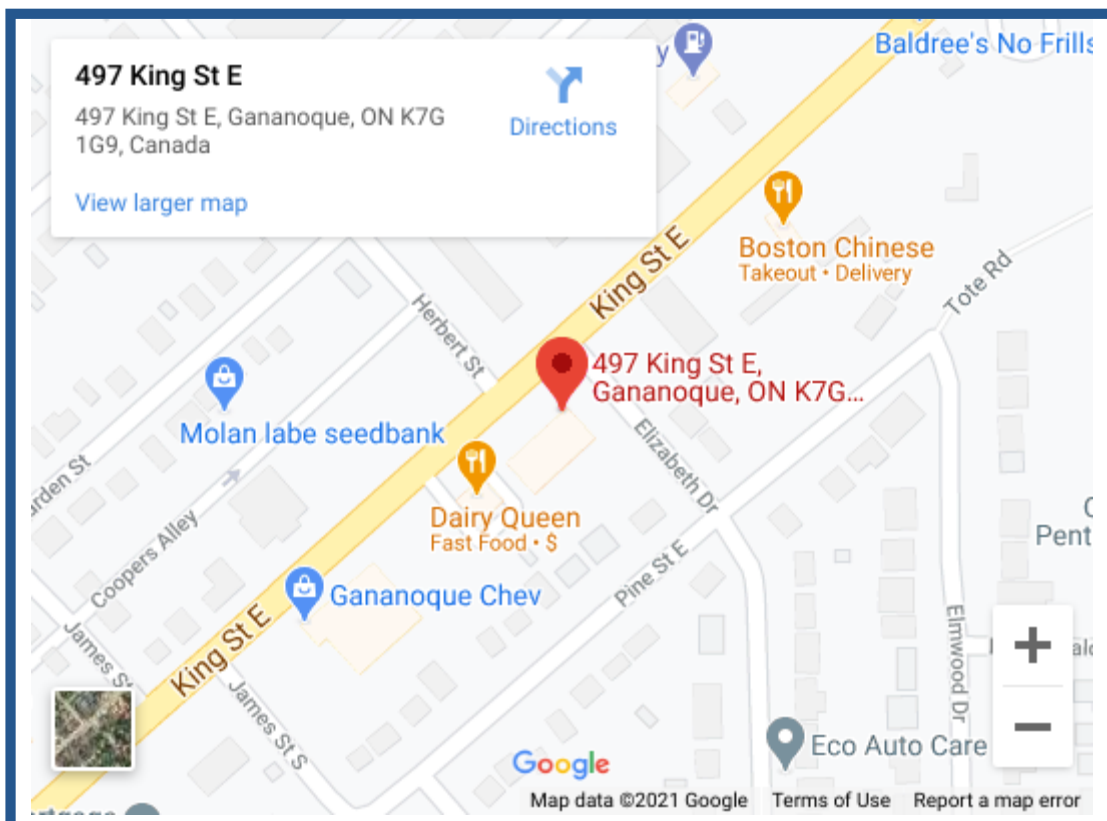 497 King St E
497 King St E, Gananoque, ON K7G
1G9, Canada
Directions
View larger map
Baldree's No Frills
Boston Chinese
Takeout • Delivery
King St E
Tote Rd
Herbert St
497 King St E,
Gananoque, ON K7G...
Molan labe seedbank
Elizabeth Dr
Dairy Queen
Fast Food • $
Coopers Alley
Pine St E
Gananoque Chev
King St E
James St
James St S
Elmwood Dr
+
−
Eco Auto Care
Google
Map data ©2021 Google
Terms of Use
Report a map error